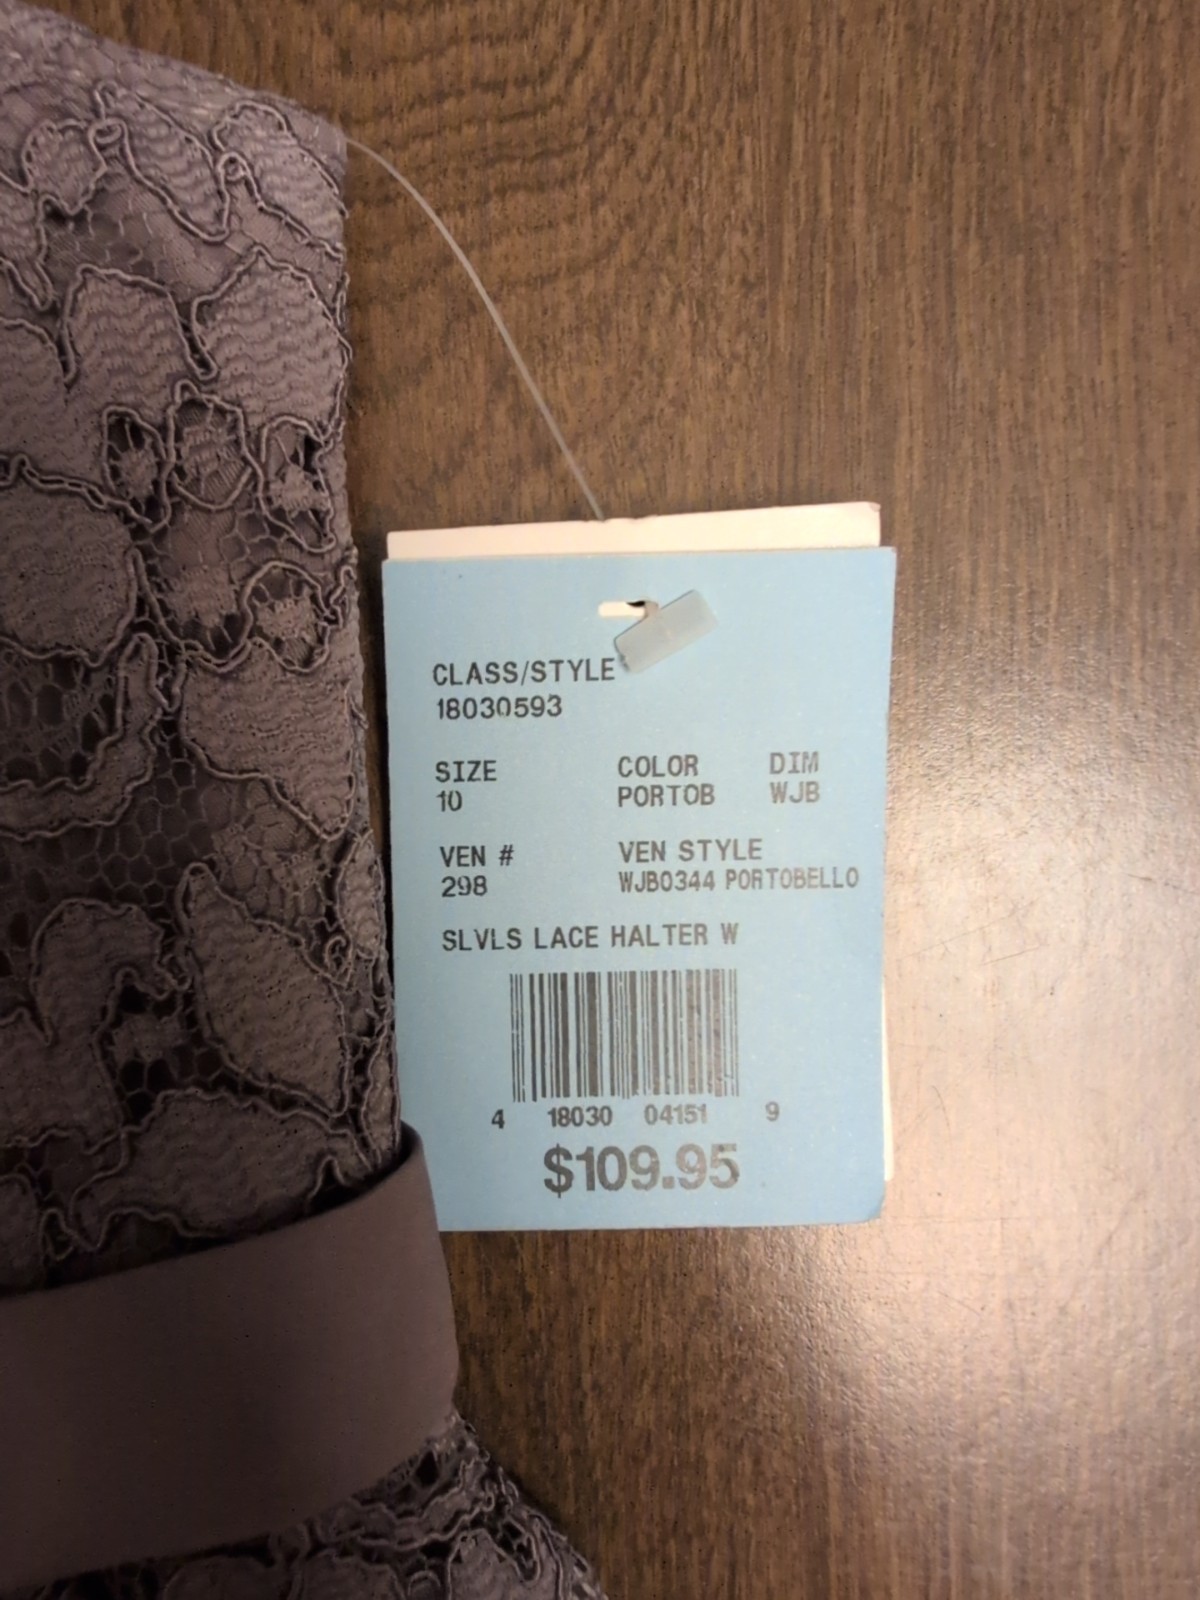 CLASS/STYLE
18030593
SIZE COLOR DIM
10 PORTOB WJB
VEN # VEN STYLE
298 WJB0344 PORTOBELLO
SLVLS LACE HALTER W
4 18030 04151 9
$109.95